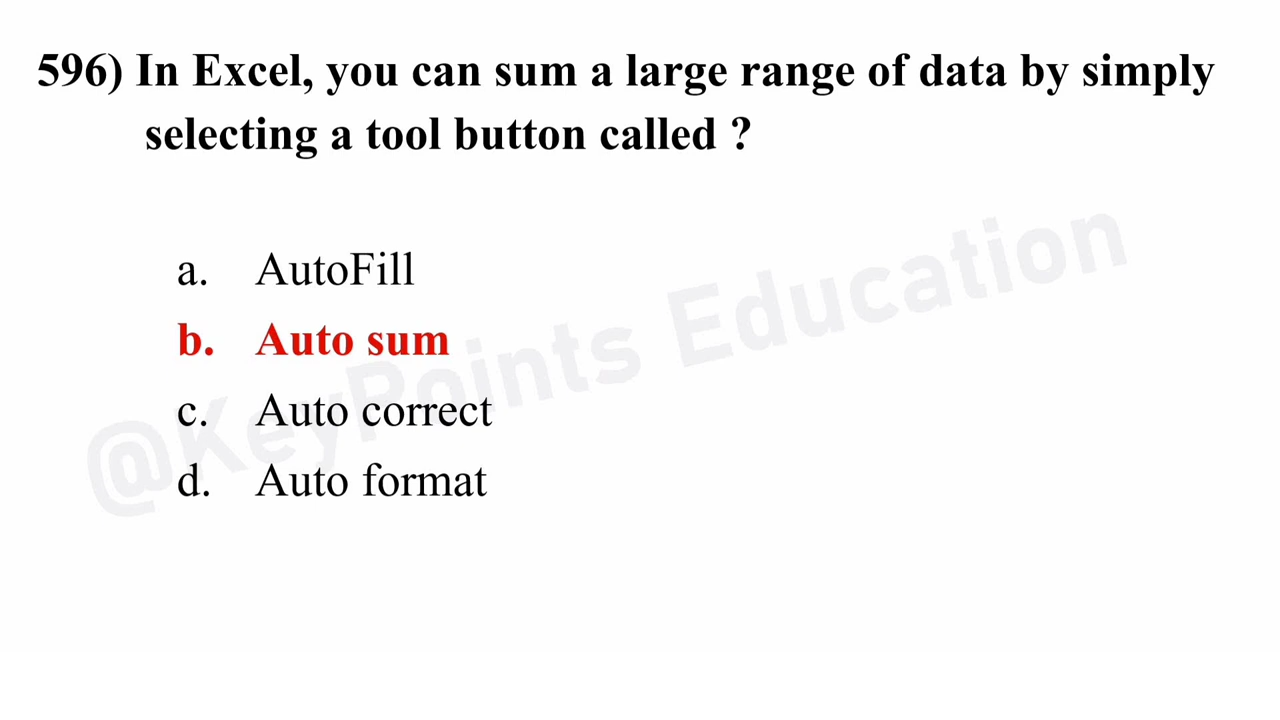 596) In Excel, you can sum a large range of data by simply
selecting a tool button called ?
a. AutoFill
b. Auto sum
c. Auto correct
d. Auto format
@KeyPoints Education